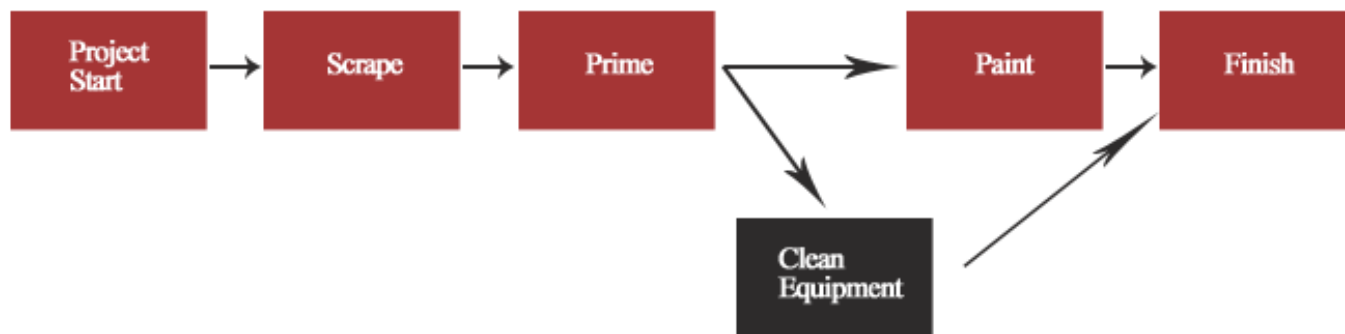 Project
Start
Scrape
Prime
Paint
Finish
Clean
Equipment